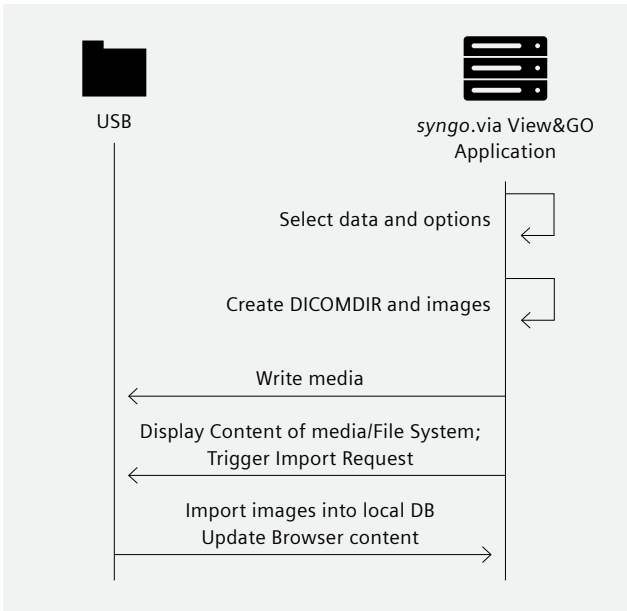 USB
syngo.via View&GO
Application
Select data and options
Create DICOMDIR and images
Write media
Display Content of media/File System;
Trigger Import Request
Import images into local DB
Update Browser content